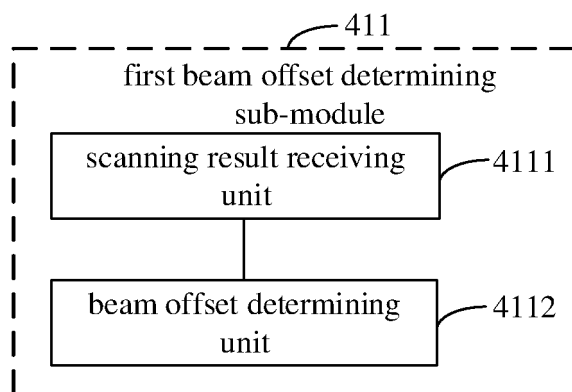 411
first beam offset determining
sub-module
scanning result receiving
unit
4111
beam offset determining
unit
4112